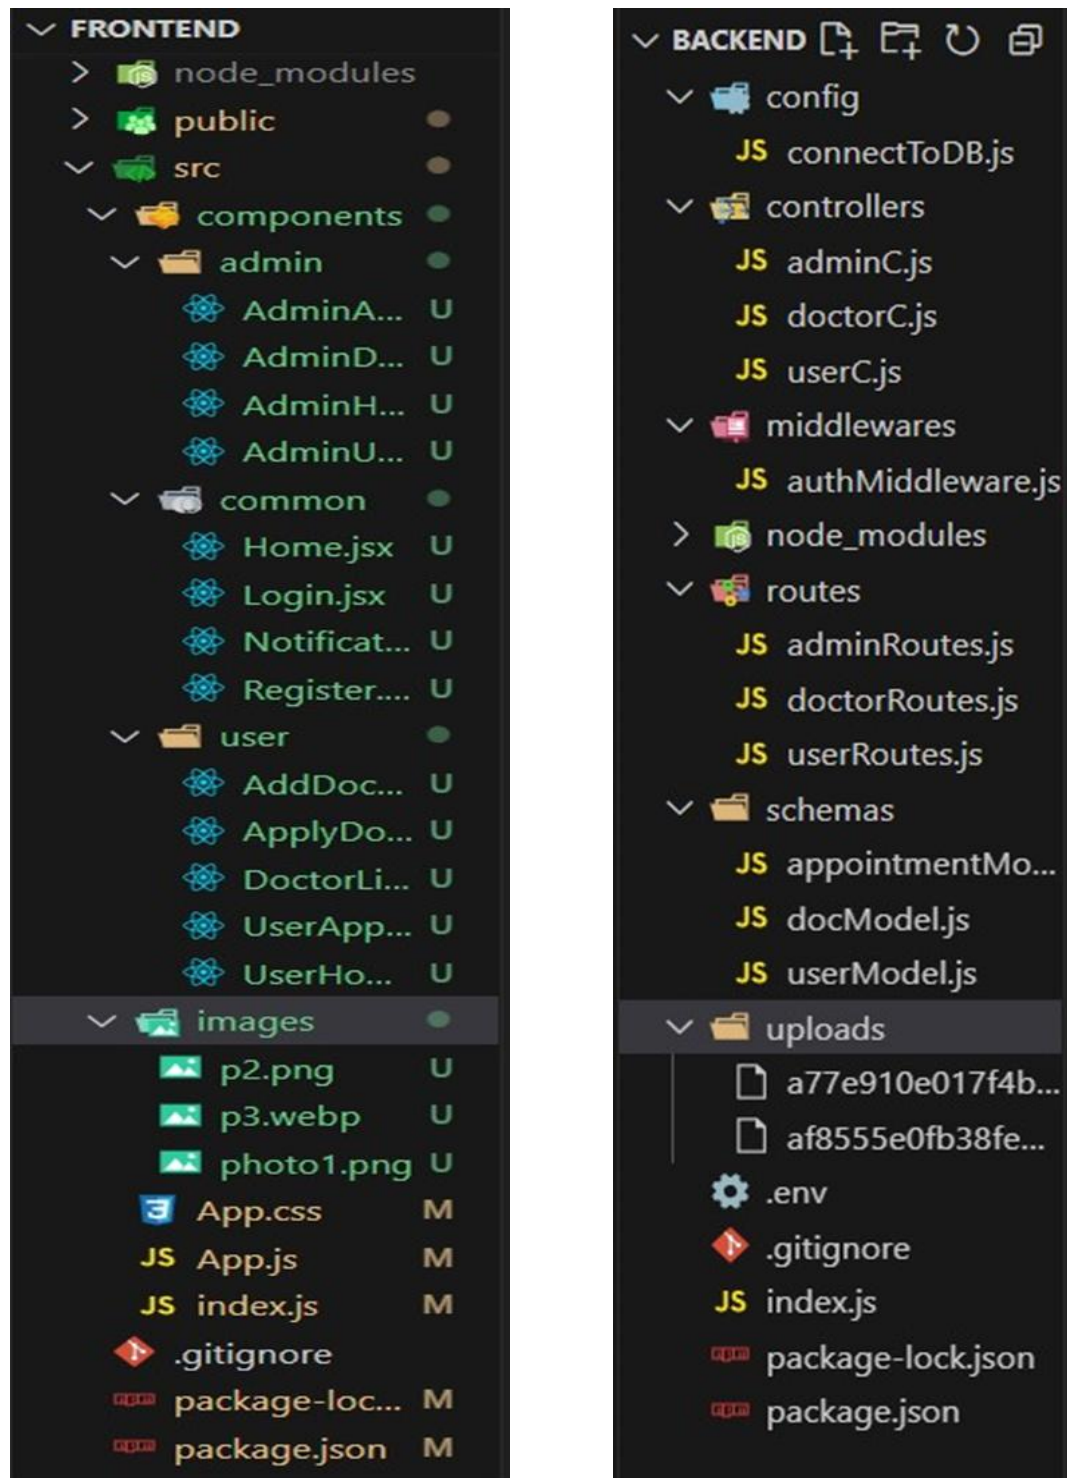 FRONTEND
node_modules
public
src
components
admin
AdminA... U
AdminD... U
AdminH... U
AdminU... U
common
Home.jsx U
Login.jsx U
Notificat... U
Register.... U
user
AddDoc... U
ApplyDo... U
DoctorLi... U
UserApp... U
UserHo... U
images
p2.png U
p3.webp U
photo1.png U
App.css M
JS App.js M
JS index.js M
.gitignore
package-loc... M
package.json M
BACKEND
config
JS connectToDB.js
controllers
JS adminC.js
JS doctorC.js
JS userC.js
middlewares
JS authMiddleware.js
node_modules
routes
JS adminRoutes.js
JS doctorRoutes.js
JS userRoutes.js
schemas
JS appointmentMo...
JS docModel.js
JS userModel.js
uploads
a77e910e017f4b...
af8555e0fb38fe...
.env
.gitignore
JS index.js
package-lock.json
package.json